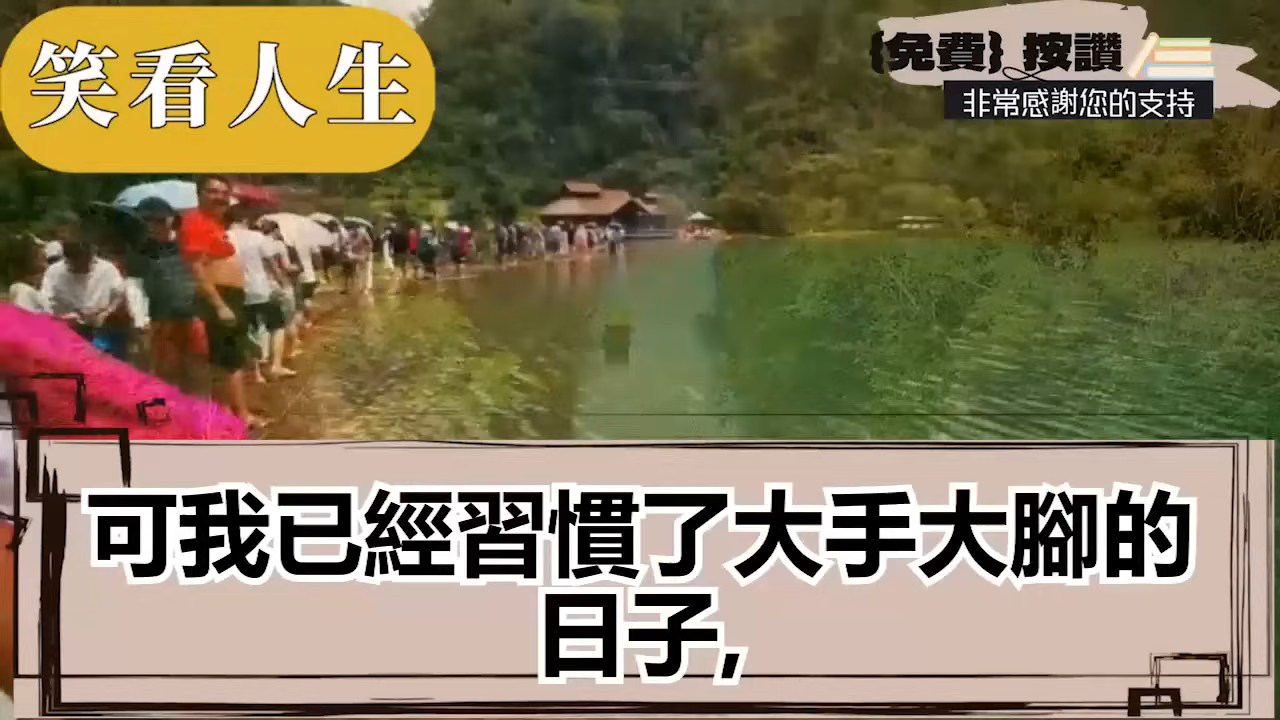 笑看人生
{免費} 按讚
非常感謝您的支持
可我已經習慣了大手大腳的
日子,